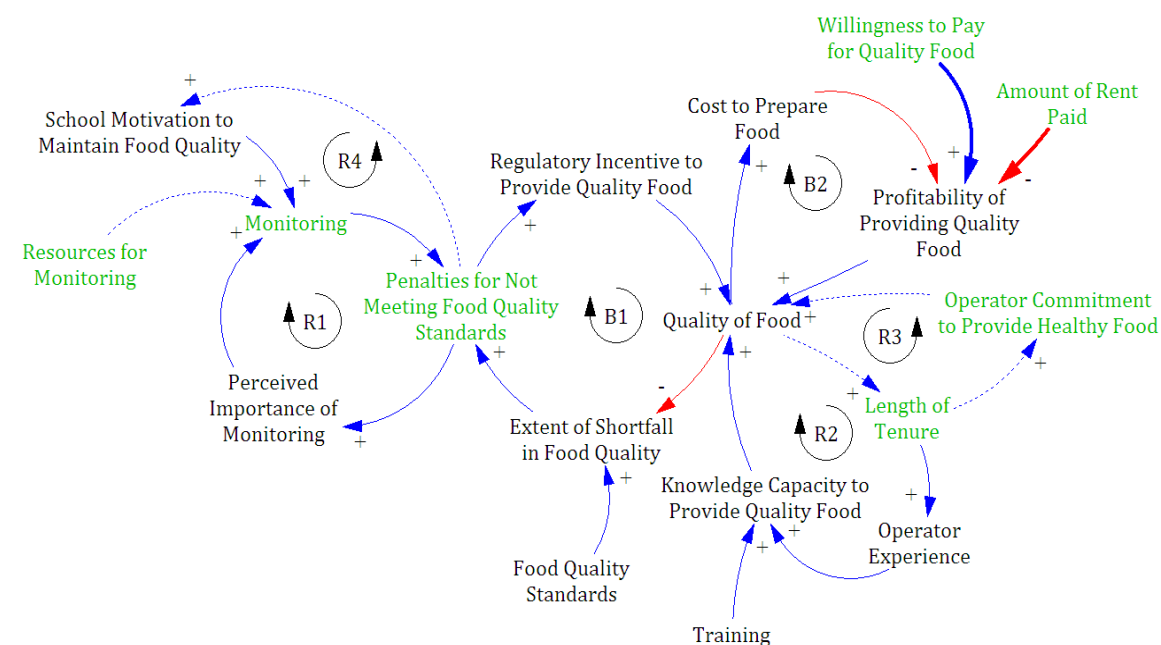 Willingness to Pay
for Quality Food
+
School Motivation to
Maintain Food Quality
R4
+
+
Resources for
Monitoring
Monitoring
+
+
Penalties for Not
Meeting Food Quality
Standards
R1
Perceived
Importance of
Monitoring
+
Regulatory Incentive to
Provide Quality Food
+
B1
+
Cost to Prepare
Food
+
B2
-
+
-
Amount of Rent
Paid
Profitability of
Providing Quality
Food
+
Quality of Food
+
+
Operator Commitment
to Provide Healthy Food
R3
+
+
Length of
Tenure
R2
-
+
Extent of Shortfall
in Food Quality
+
Knowledge Capacity to
Provide Quality Food
+
+
+
Operator
Experience
Food Quality
Standards
Training